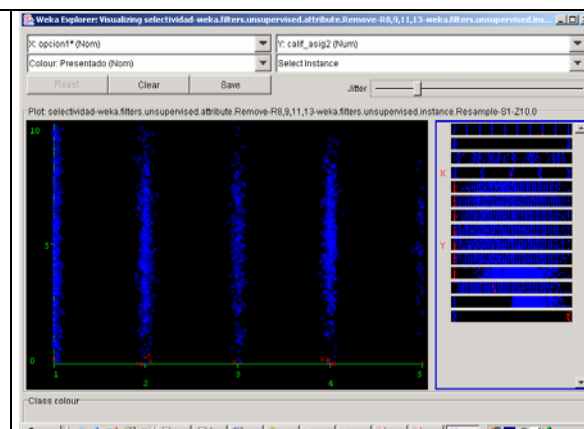 Weka Explorer: Visualizing selectividad-weka.filters.unsupervised.attribute.Remove-R8,9,11,13-weka.filters.unsupervised.ins...
X: opcion1ª (Nom) Y: calif_asig2 (Num)
Colour: Presentado (Nom) Select Instance
Reset Clear Save Jitter
Plot: selectividad-weka.filters.unsupervised.attribute.Remove-R8,9,11,13-weka.filters.unsupervised.instance.Resample-S1-Z10.0
10
X
5
Y
0
1 2 3 4 5
Class colour